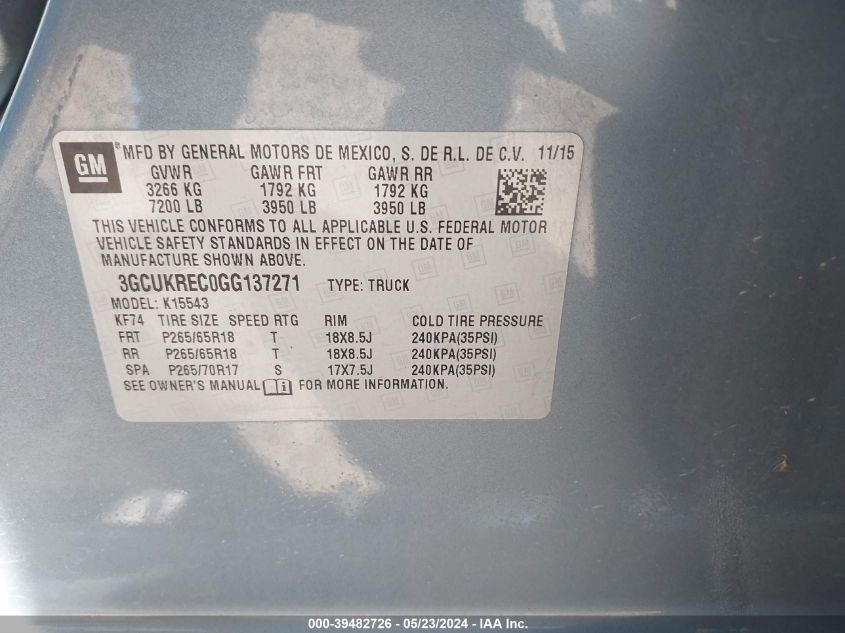 GM ® MFD BY GENERAL MOTORS DE MEXICO, S. DE R.L. DE C.V. 11/15
GVWR GAWR FRT GAWR RR
3266 KG 1792 KG 1792 KG
7200 LB 3950 LB 3950 LB
THIS VEHICLE CONFORMS TO ALL APPLICABLE U.S. FEDERAL MOTOR
VEHICLE SAFETY STANDARDS IN EFFECT ON THE DATE OF
MANUFACTURE SHOWN ABOVE.
3GCUKREC0GG137271 TYPE: TRUCK
MODEL: K15543
KF74 TIRE SIZE SPEED RTG RIM COLD TIRE PRESSURE
FRT P265/65R18 T 18X8.5J 240KPA(35PSI)
RR P265/65R18 T 18X8.5J 240KPA(35PSI)
SPA P265/70R17 S 17X7.5J 240KPA(35PSI)
SEE OWNER'S MANUAL FOR MORE INFORMATION.
000-39482726 - 05/23/2024 - IAA Inc.